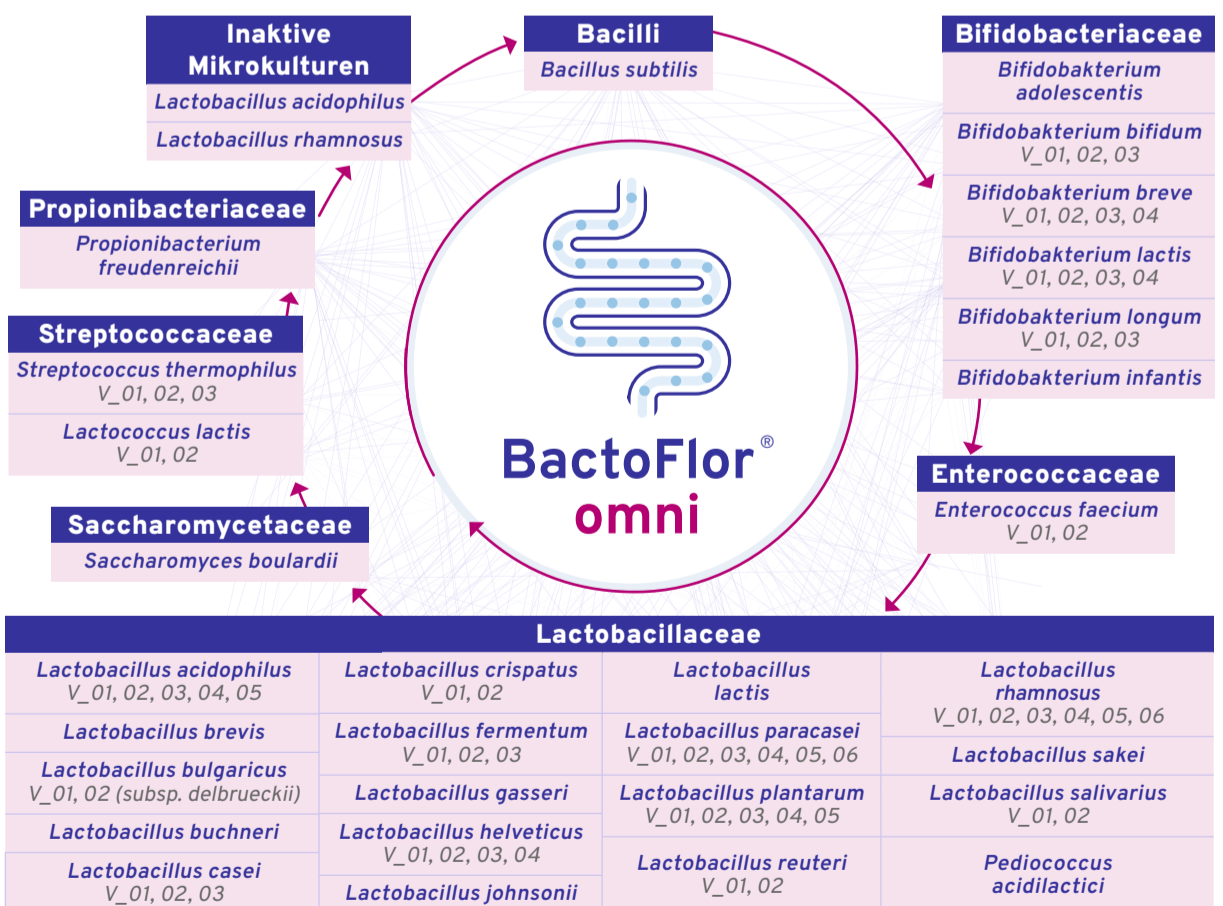 Inaktive
Mikrokulturen
Lactobacillus acidophilus
Lactobacillus rhamnosus
Bacilli
Bacillus subtilis
Bifidobacteriaceae
Bifidobakterium
adolescentis
Bifidobakterium bifidum
V_01, 02, 03
Bifidobakterium breve
V_01, 02, 03, 04
Bifidobakterium lactis
V_01, 02, 03, 04
Bifidobakterium longum
V_01, 02, 03
Bifidobakterium infantis
Propionibacteriaceae
Propionibacterium
freudenreichii
Streptococcaceae
Streptococcus thermophilus
V_01, 02, 03
Lactococcus lactis
V_01, 02
BactoFlor®
omni
Enterococcaceae
Enterococcus faecium
V_01, 02
Saccharomycetaceae
Saccharomyces boulardii
Lactobacillaceae
Lactobacillus acidophilus
V_01, 02, 03, 04, 05
Lactobacillus brevis
Lactobacillus bulgaricus
V_01, 02 (subsp. delbrueckii)
Lactobacillus buchneri
Lactobacillus casei
V_01, 02, 03
Lactobacillus crispatus
V_01, 02
Lactobacillus fermentum
V_01, 02, 03
Lactobacillus gasseri
Lactobacillus helveticus
V_01, 02, 03, 04
Lactobacillus johnsonii
Lactobacillus
lactis
Lactobacillus paracasei
V_01, 02, 03, 04, 05, 06
Lactobacillus plantarum
V_01, 02, 03, 04, 05
Lactobacillus reuteri
V_01, 02
Lactobacillus
rhamnosus
V_01, 02, 03, 04, 05, 06
Lactobacillus sakei
Lactobacillus salivarius
V_01, 02
Pediococcus
acidilactici